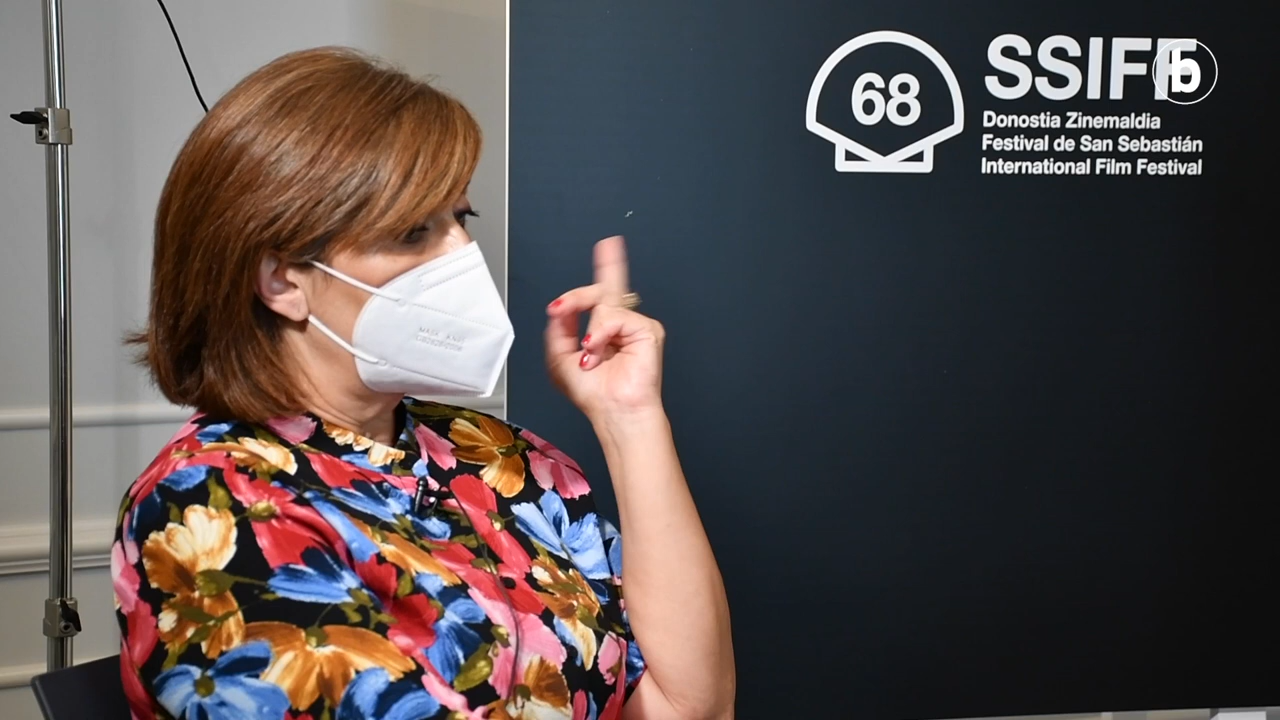 68
SSIFF
b
Donostia Zinemaldia
Festival de San Sebastián
International Film Festival